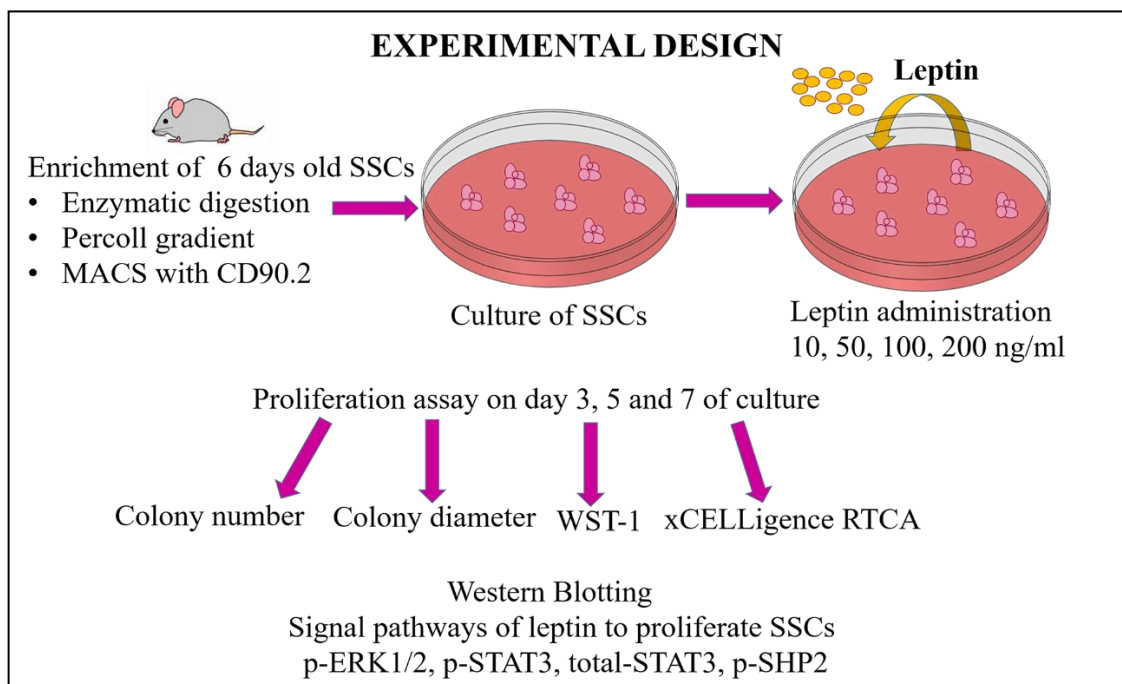 EXPERIMENTAL DESIGN
Leptin
Enrichment of 6 days old SSCs
• Enzymatic digestion
• Percoll gradient
• MACS with CD90.2
Culture of SSCs
Leptin administration
10, 50, 100, 200 ng/ml
Proliferation assay on day 3, 5 and 7 of culture
Colony number
Colony diameter
WST-1
xCELLigence RTCA
Western Blotting
Signal pathways of leptin to proliferate SSCs
p-ERK1/2, p-STAT3, total-STAT3, p-SHP2